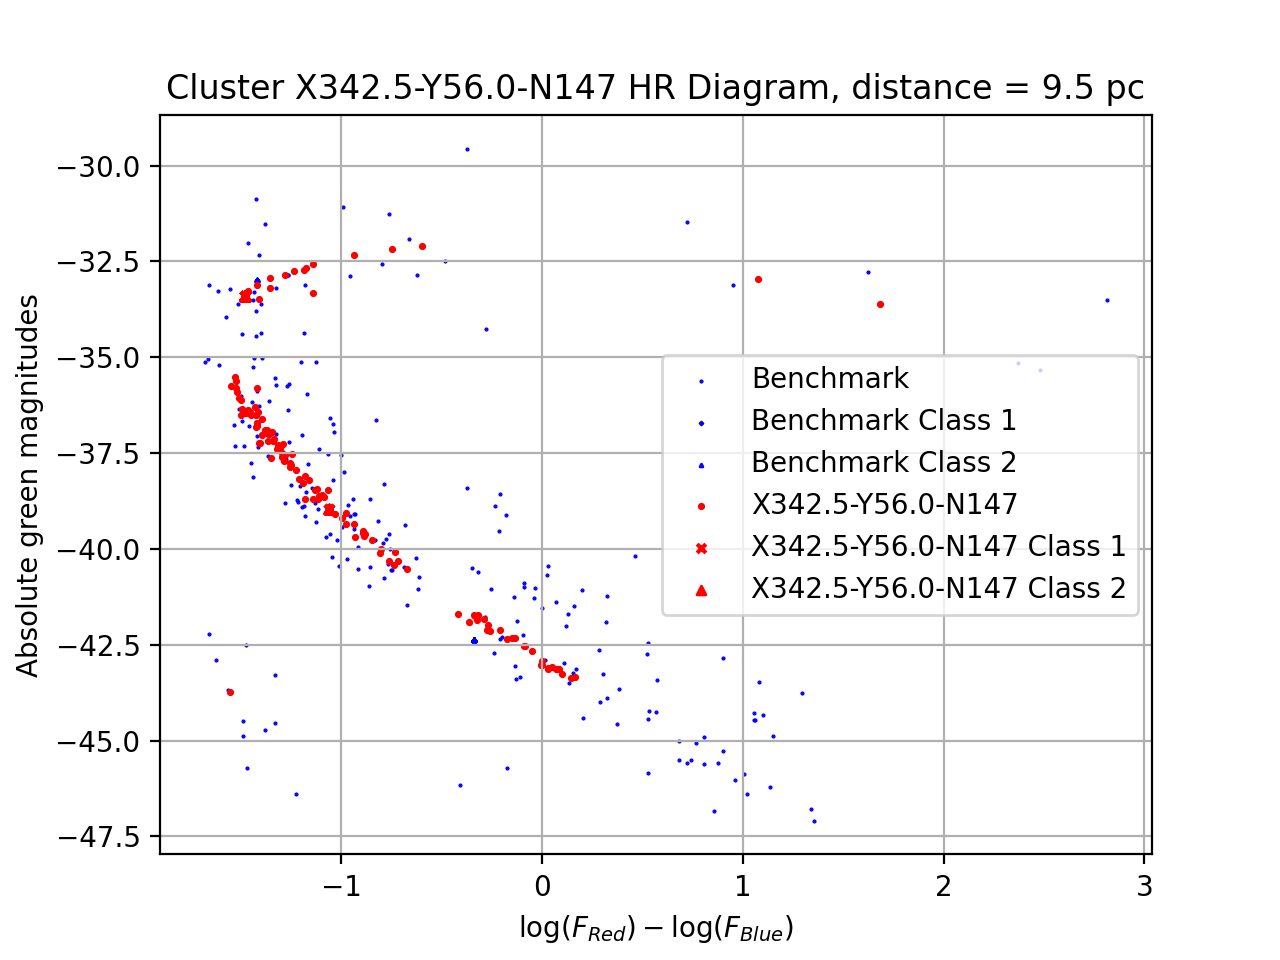 Cluster X342.5-Y56.0-N147 HR Diagram, distance = 9.5 pc
−30.0
−32.5
−35.0
−37.5
−40.0
−42.5
−45.0
−47.5
Absolute green magnitudes
Benchmark
Benchmark Class 1
Benchmark Class 2
X342.5-Y56.0-N147
X342.5-Y56.0-N147 Class 1
X342.5-Y56.0-N147 Class 2
−1 0 1 2 3
log(F_Red) − log(F_Blue)